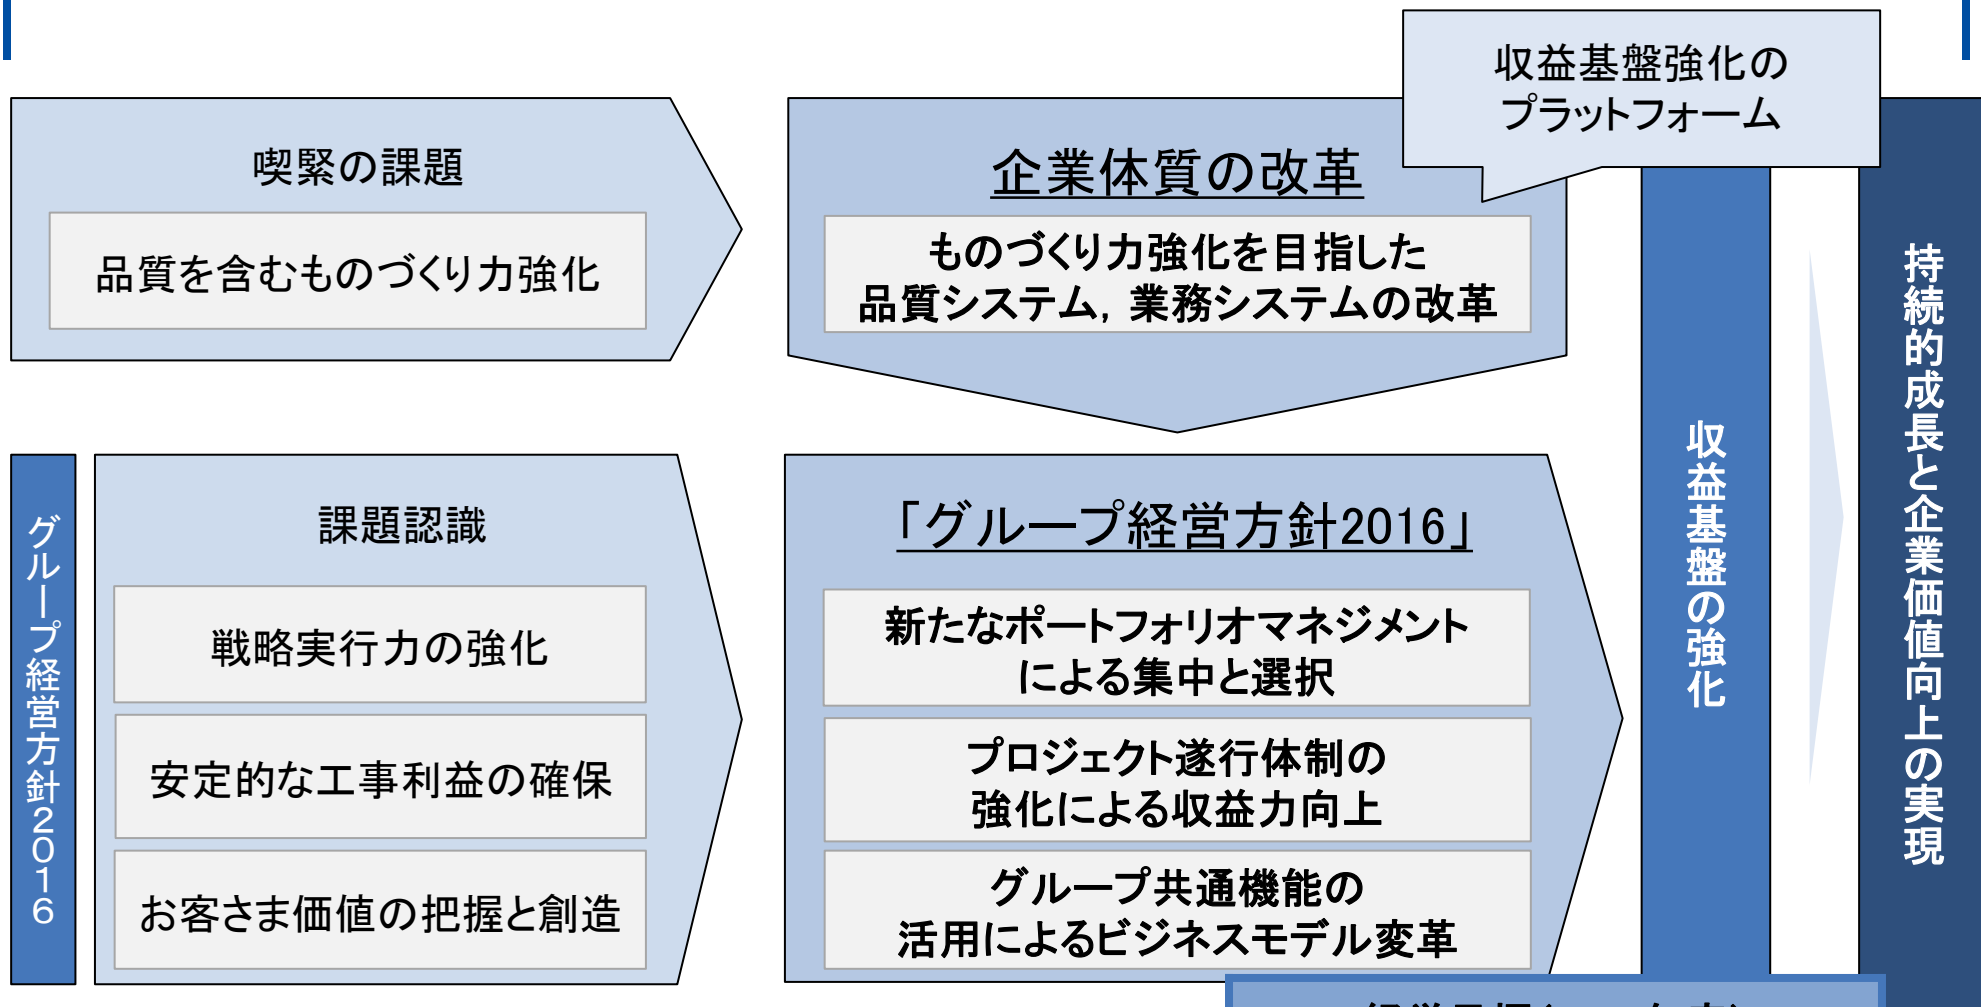 収益基盤強化の
プラットフォーム
喫緊の課題
品質を含むものづくり力強化
企業体質の改革
ものづくり力強化を目指した
品質システム，業務システムの改革
グループ経営方針２０１６
課題認識
戦略実行力の強化
安定的な工事利益の確保
お客さま価値の把握と創造
「グループ経営方針2016」
新たなポートフォリオマネジメント
による集中と選択
プロジェクト遂行体制の
強化による収益力向上
グループ共通機能の
活用によるビジネスモデル変革
収益基盤の強化
持続的成長と企業価値向上の実現